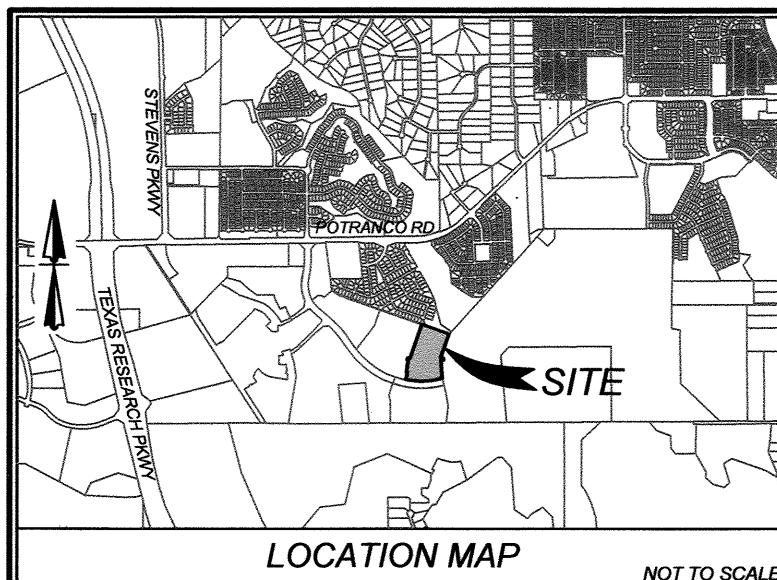 STEVENS PKWY
POTRANCO RD
TEXAS RESEARCH PKWY
SITE
LOCATION MAP
NOT TO SCALE